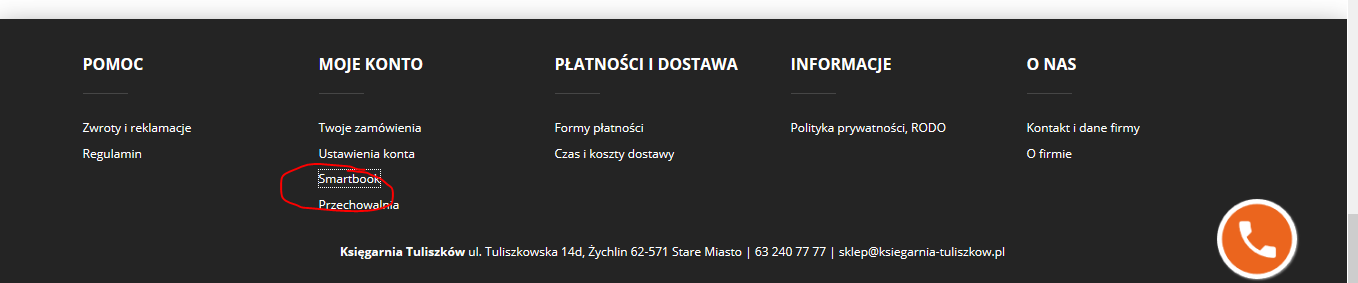 POMOC
Zwroty i reklamacje
Regulamin
MOJE KONTO
Twoje zamówienia
Ustawienia konta
Smartbook
Przechowalnia
PŁATNOŚCI I DOSTAWA
Formy płatności
Czas i koszty dostawy
INFORMACJE
Polityka prywatności, RODO
O NAS
Kontakt i dane firmy
O firmie
Księgarnia Tuliszków ul. Tuliszkowska 14d, Żychlin 62-571 Stare Miasto | 63 240 77 77 | sklep@ksiegarnia-tuliszkow.pl